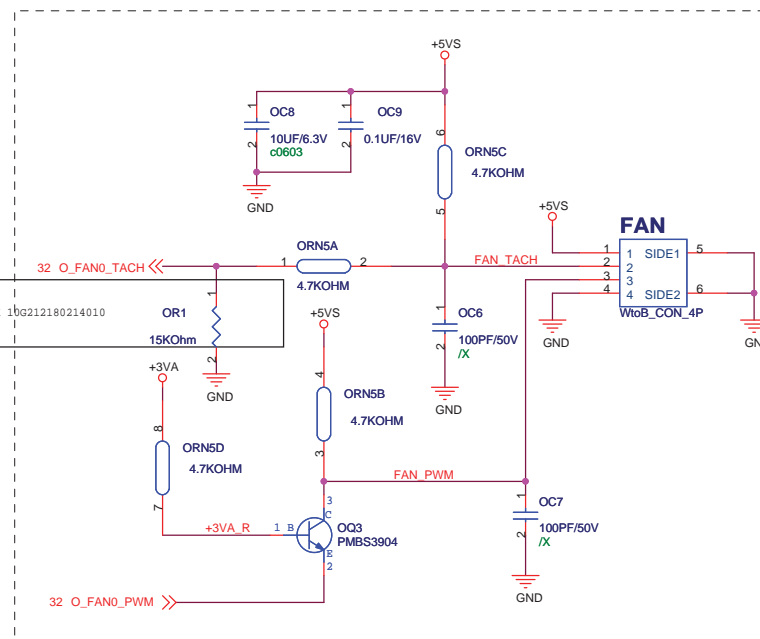 +5VS
1
OC8
10UF/6.3V
c0603
2
1
OC9
0.1UF/16V
2
6
ORN5C
4.7KOHM
5
GND
+5VS
FAN
1
2
3
4
1 SIDE1
2
3
4 SIDE2
5
6
WtoB_CON_4P
GND
GND
32 O_FAN0_TACH
ORN5A
1
2
4.7KOHM
FAN_TACH
10G212180214010
1
OR1
15KOhm
2
GND
+5VS
1
OC6
100PF/50V
/X
2
GND
+3VA
4
ORN5B
4.7KOHM
3
8
ORN5D
4.7KOHM
7
FAN_PWM
+3VA_R
1 B
3
C
OQ3
PMBS3904
E
2
1
OC7
100PF/50V
/X
2
GND
32 O_FAN0_PWM